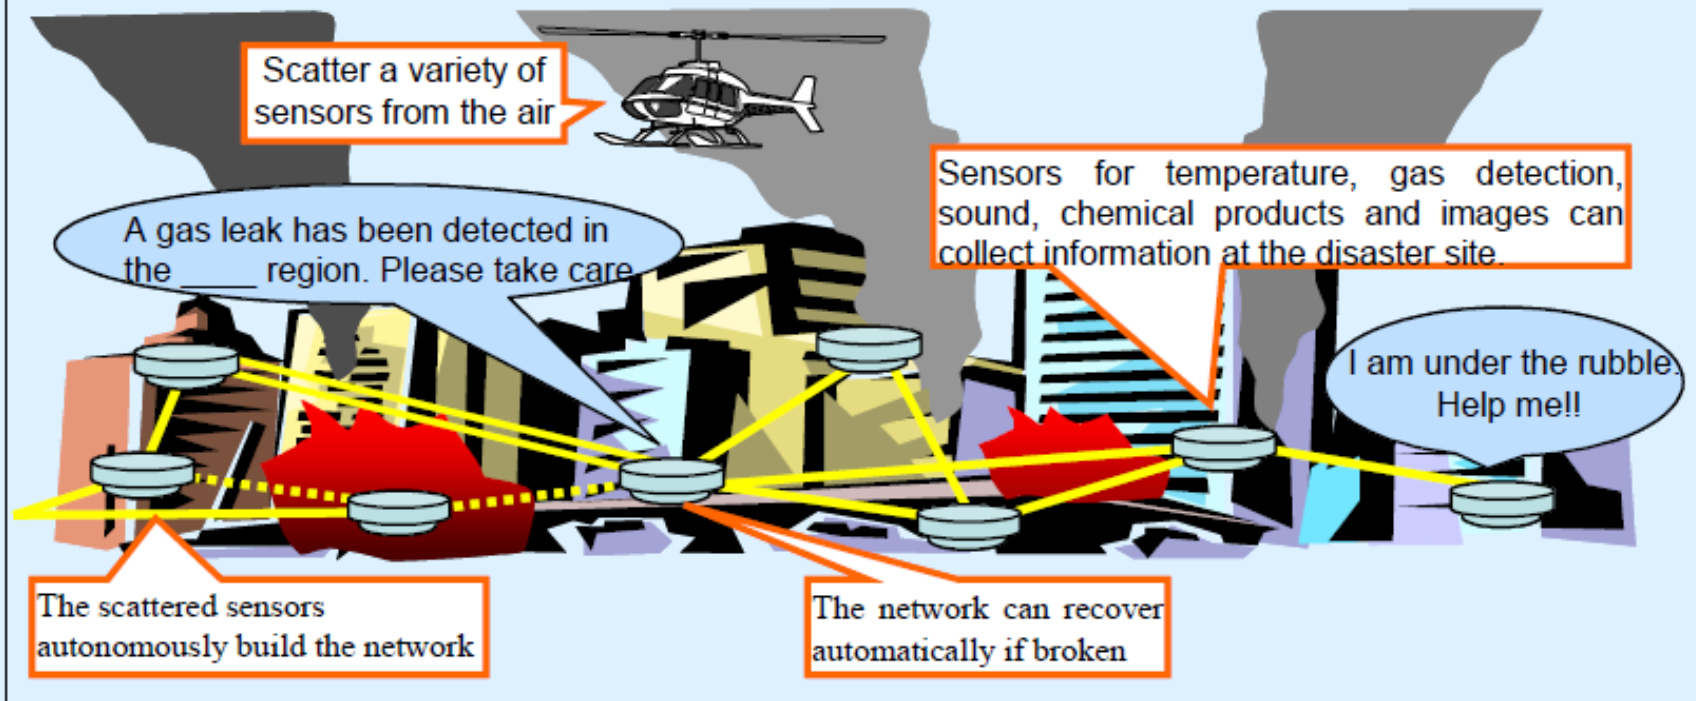 Scatter a variety of
sensors from the air
Sensors for temperature, gas detection,
sound, chemical products and images can
collect information at the disaster site.
A gas leak has been detected in
the ____ region. Please take care
I am under the rubble.
Help me!!
The scattered sensors
autonomously build the network
The network can recover
automatically if broken